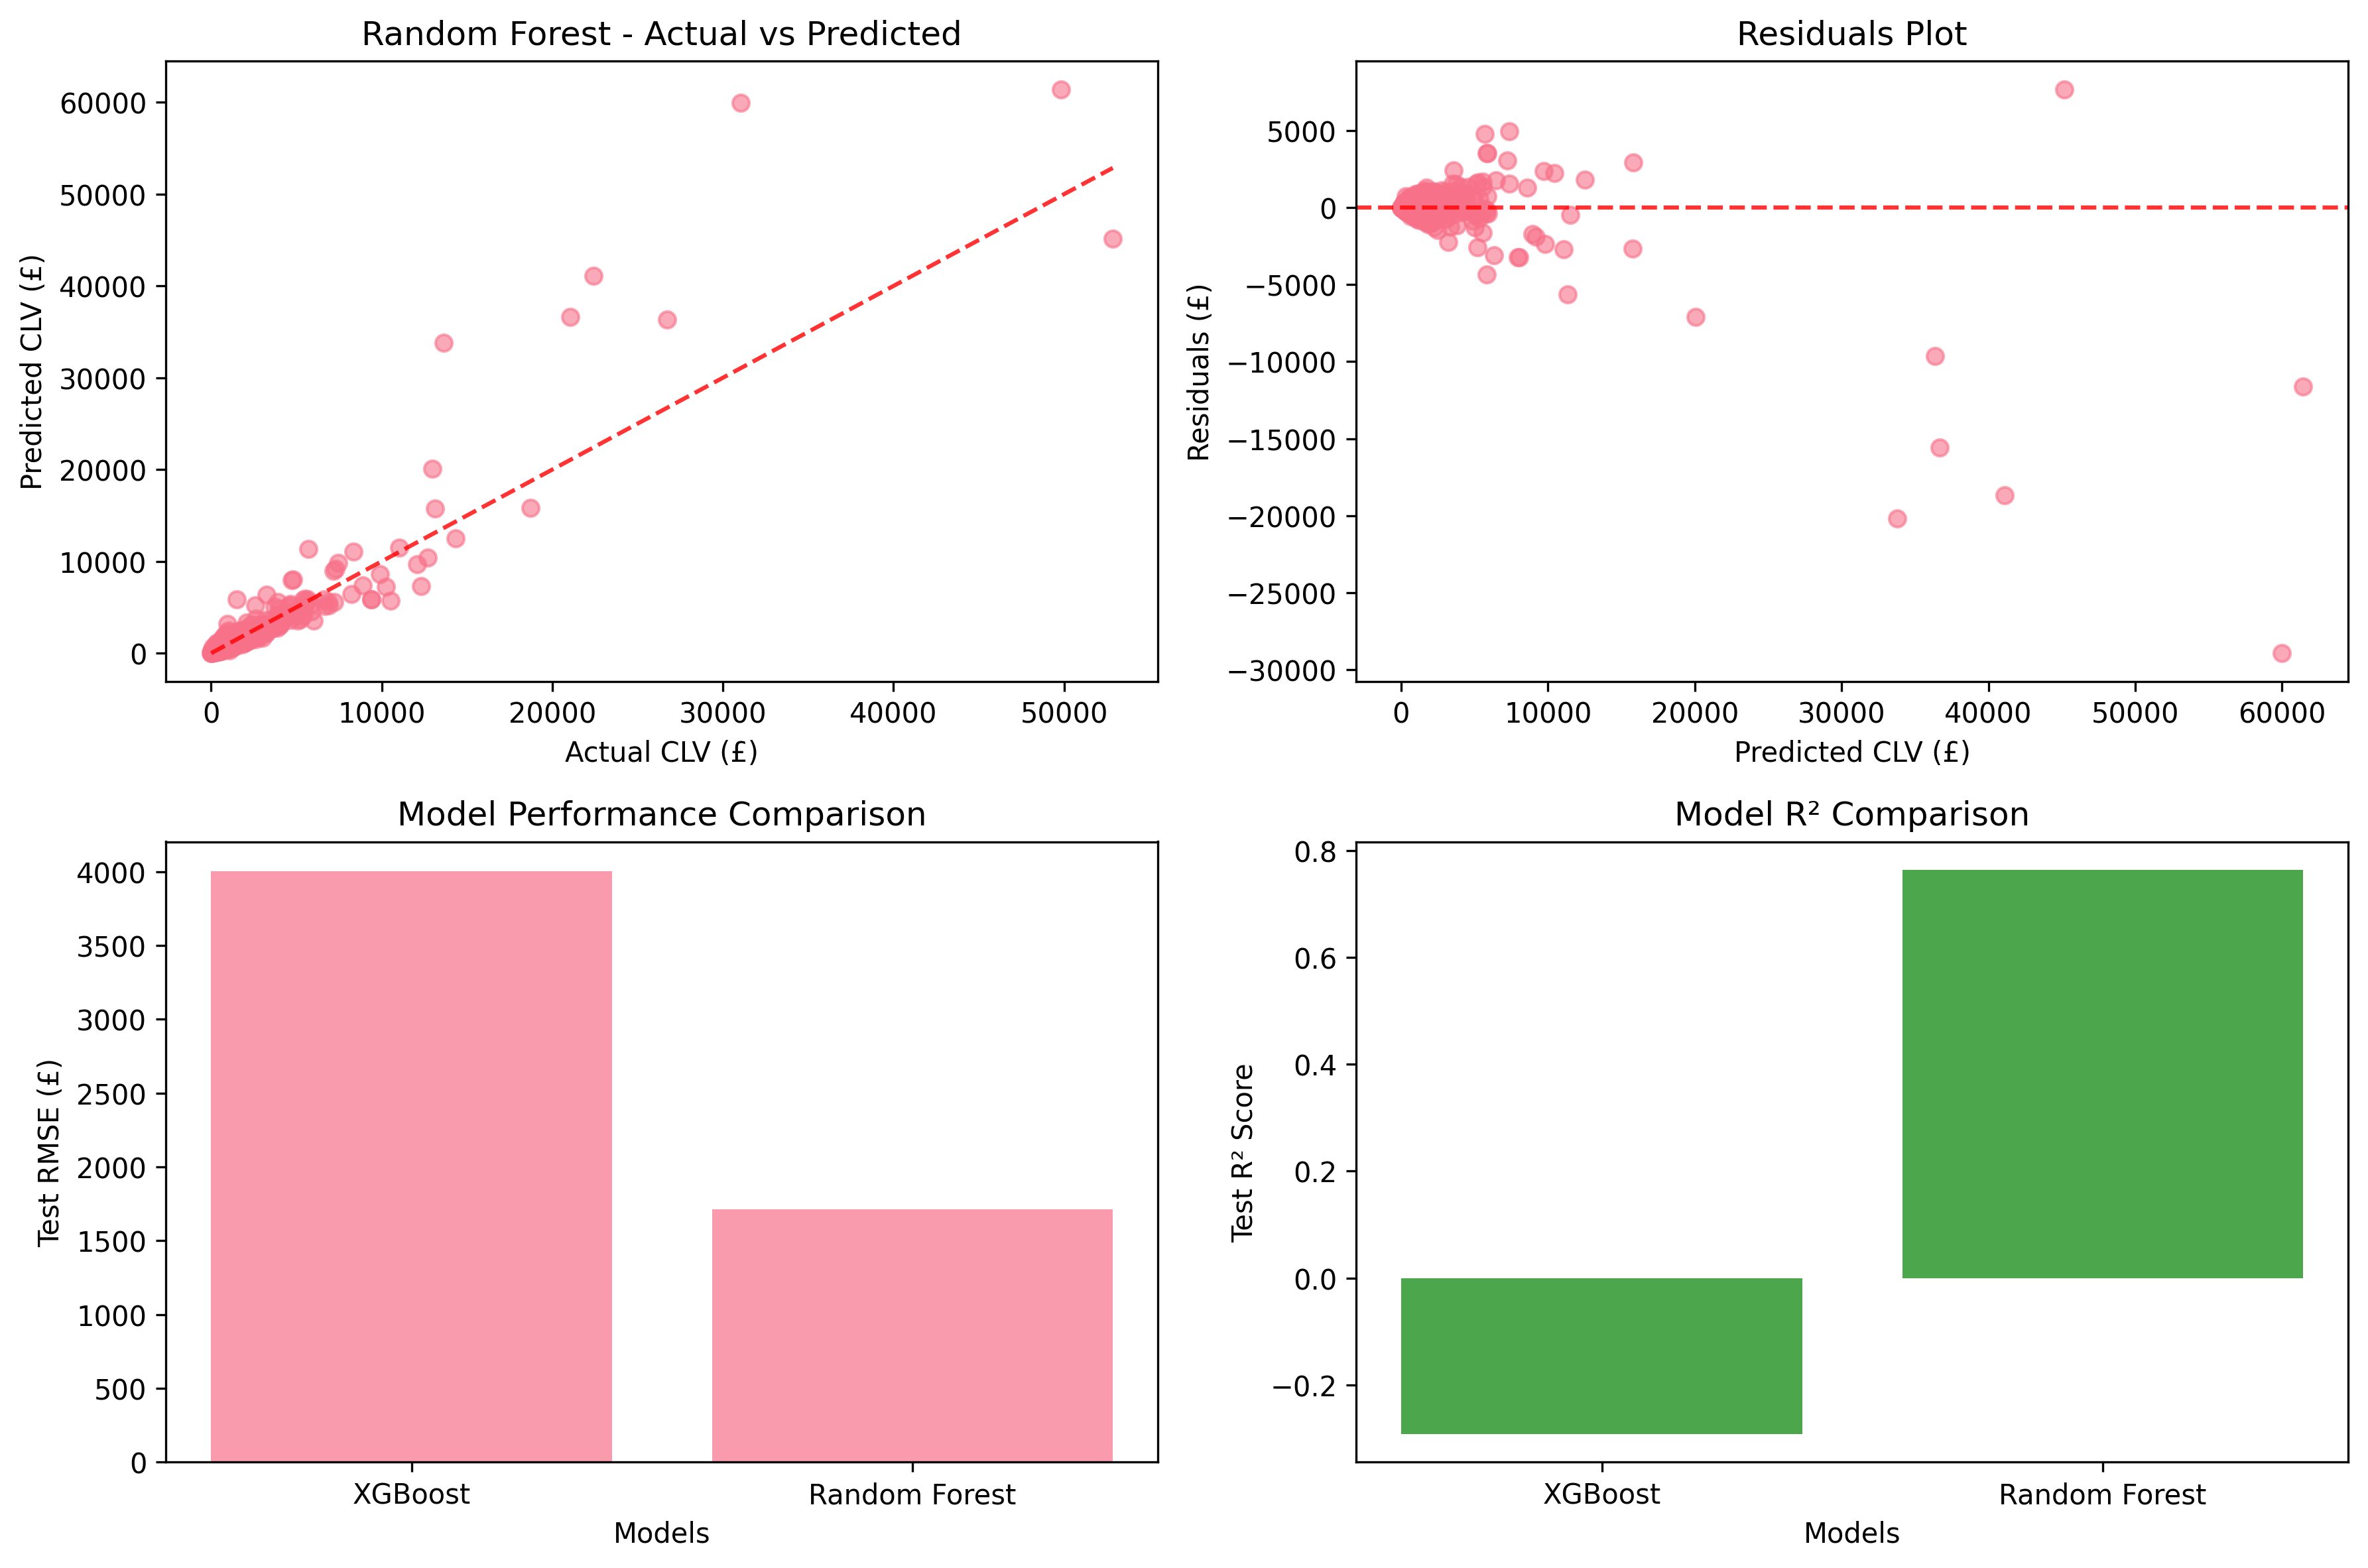 Random Forest - Actual vs Predicted
60000
50000
40000
30000
20000
10000
0
Predicted CLV (£)
0 10000 20000 30000 40000 50000
Actual CLV (£)
Residuals Plot
5000
0
−5000
−10000
−15000
−20000
−25000
−30000
Residuals (£)
0 10000 20000 30000 40000 50000 60000
Predicted CLV (£)
Model Performance Comparison
4000
3500
3000
2500
2000
1500
1000
500
0
Test RMSE (£)
XGBoost Random Forest
Models
Model R² Comparison
0.8
0.6
0.4
0.2
0.0
−0.2
Test R² Score
XGBoost Random Forest
Models